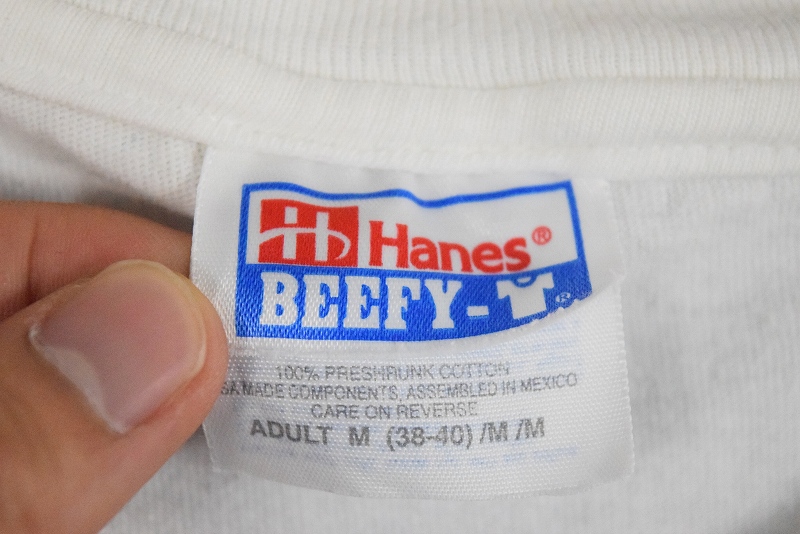 Hanes®
BEEFY-T®
100% PRESHRUNK COTTON
SA MADE COMPONENTS, ASSEMBLED IN MEXICO
CARE ON REVERSE
ADULT M (38-40) /M /M